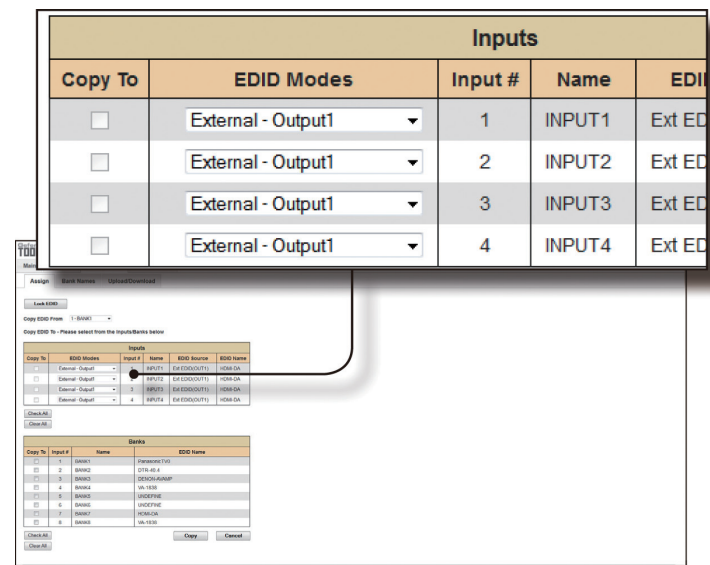 Inputs
Copy To EDID Modes Input # Name EDI
External - Output1 1 INPUT1 Ext ED
External - Output1 2 INPUT2 Ext ED
External - Output1 3 INPUT3 Ext ED
External - Output1 4 INPUT4 Ext ED
Main
Assign Bank Names Upload/Download
Lock EDID
Copy EDID From 1-BANK1
Copy EDID To - Please select from the Inputs/Banks below
Inputs
Copy To EDID Modes Input # Name EDID Source EDID Name
External - Output1 1 INPUT1 Ext EDID(OUT1) HDMI-DA
External - Output1 2 INPUT2 Ext EDID(OUT1) HDMI-DA
External - Output1 3 INPUT3 Ext EDID(OUT1) HDMI-DA
External - Output1 4 INPUT4 Ext EDID(OUT1) HDMI-DA
Check All
Clear All
Banks
Copy To Input # Name EDID Name
1 BANK1 PanasonicTV0
2 BANK2 DTR-40.4
3 BANK3 DENON-AVAMP
4 BANK4 VA-1838
5 BANK5 UNDEFINE
6 BANK6 UNDEFINE
7 BANK7 HDMI-DA
8 BANK8 VA-1838
Check All Copy Cancel
Clear All